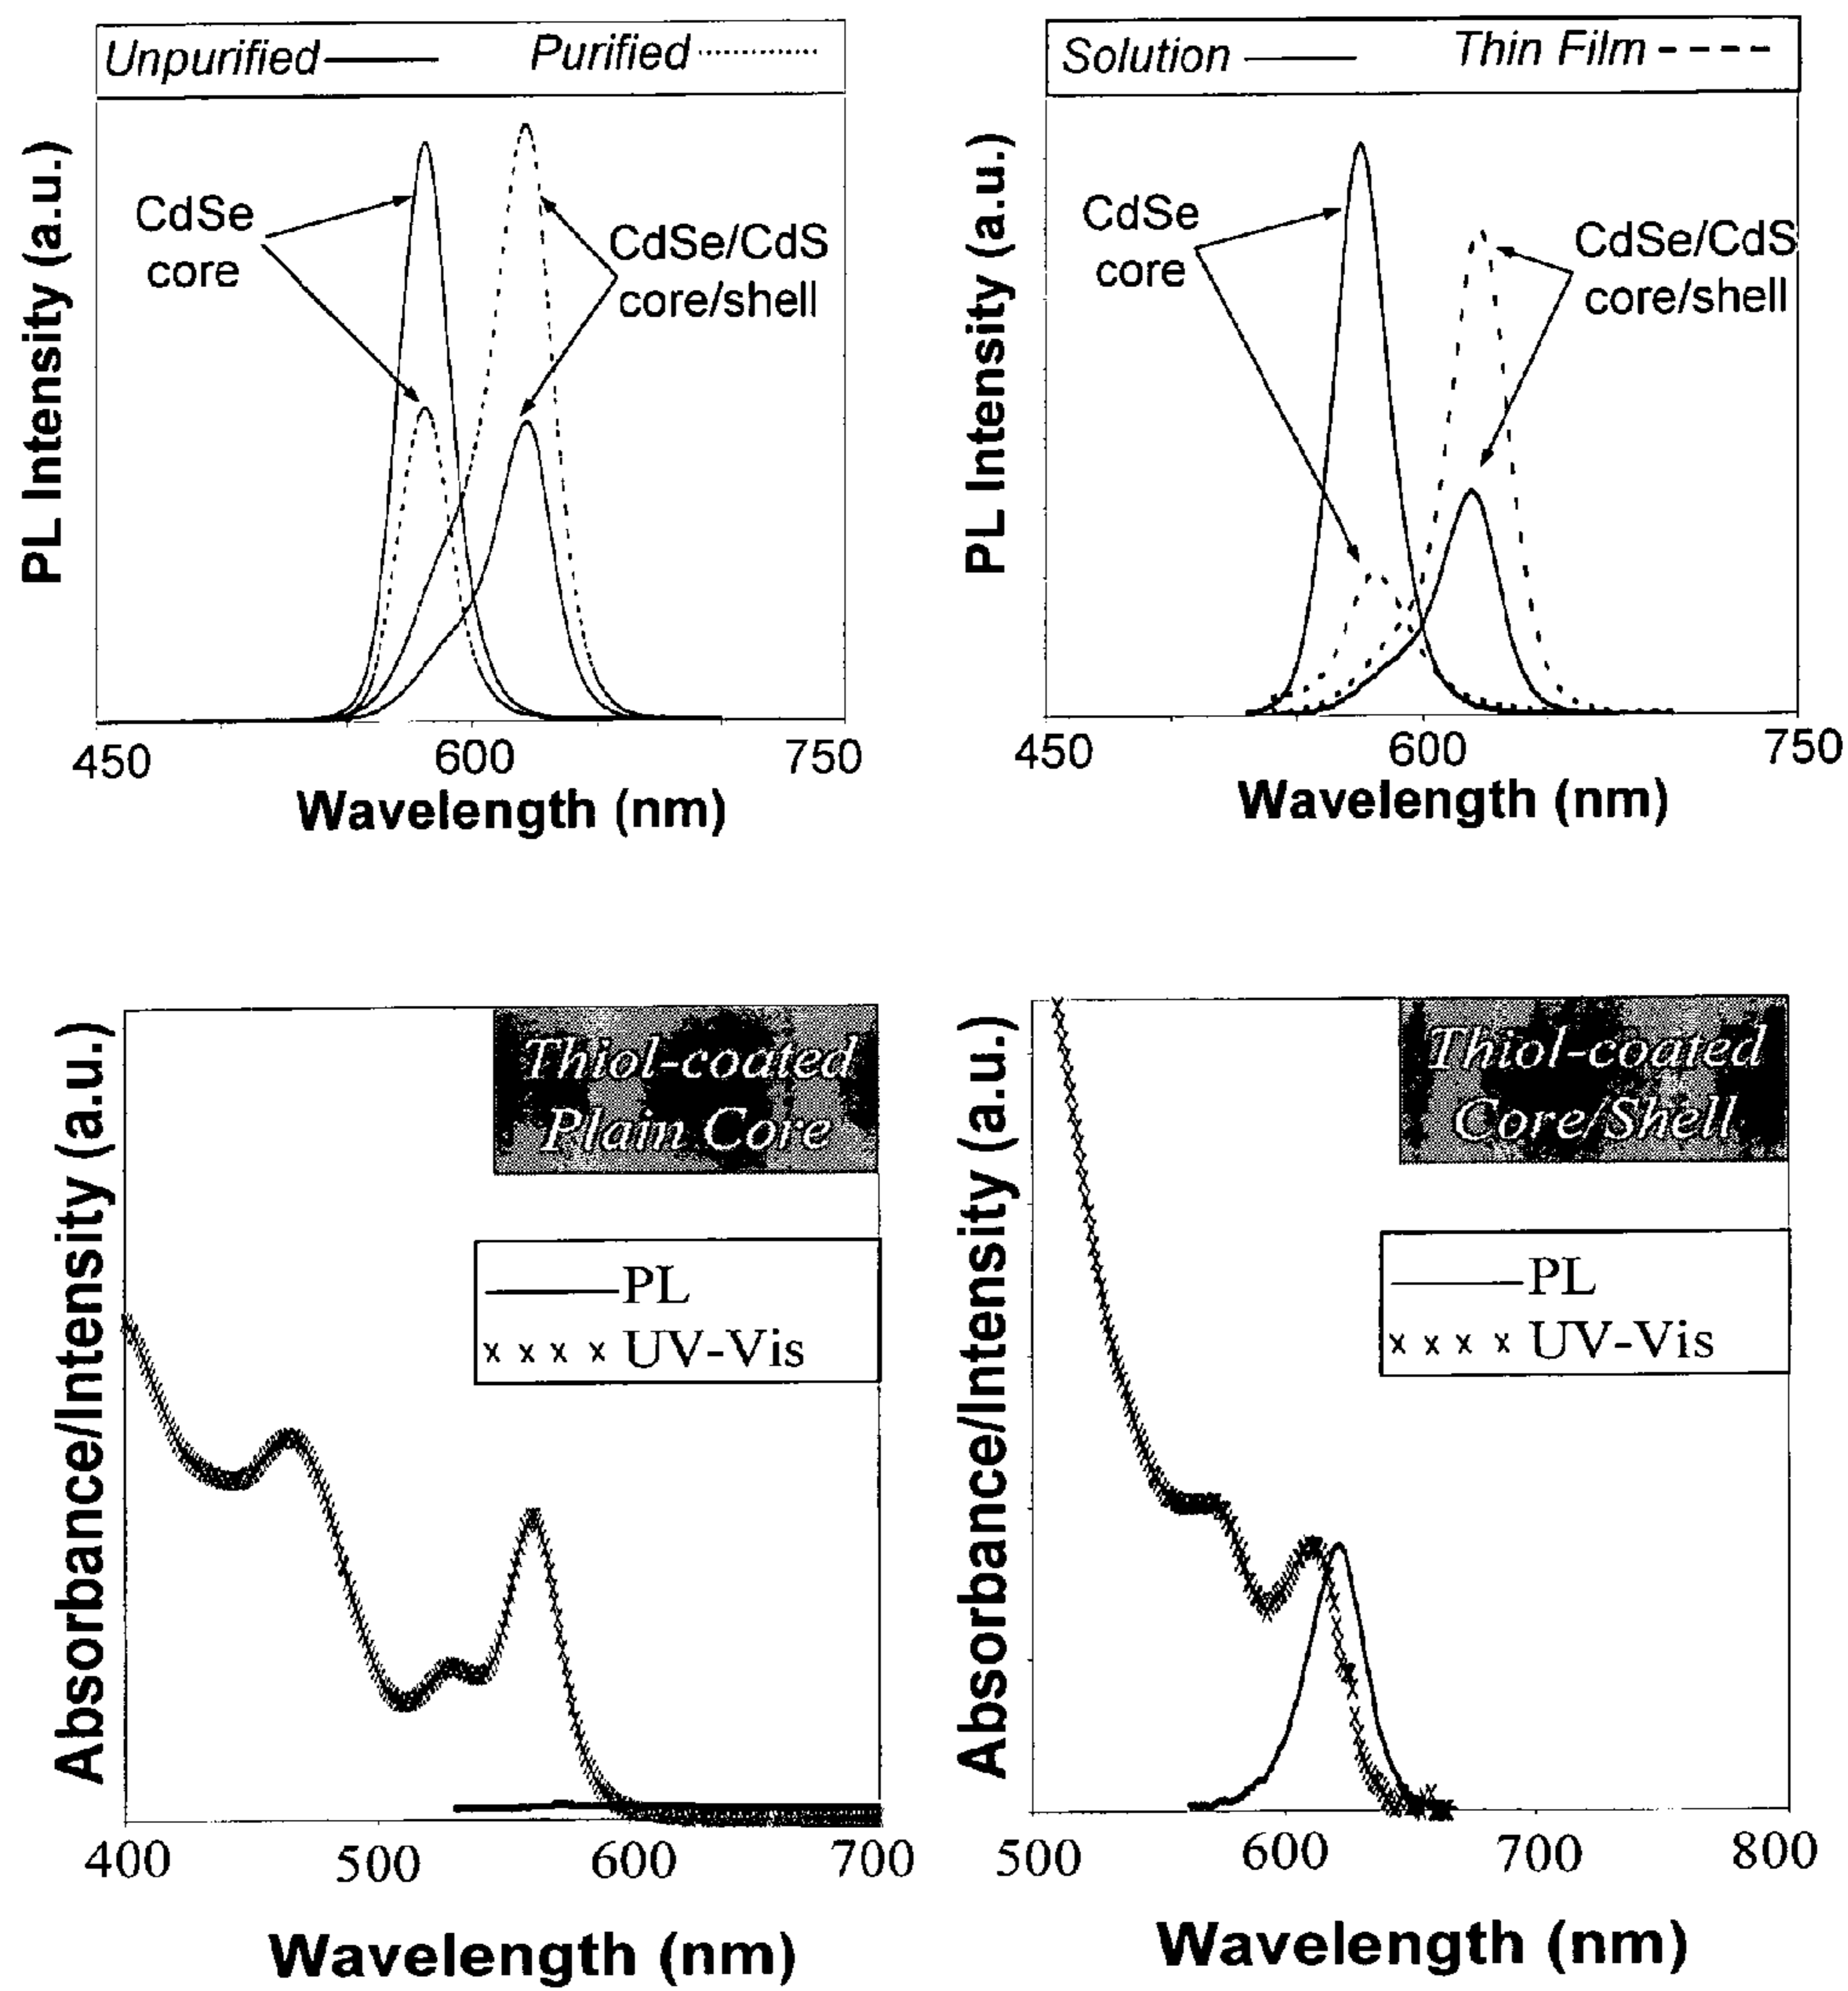 Unpurified Purified
PL Intensity (a.u.)
CdSe
core
CdSe/CdS
core/shell
450 600 750
Wavelength (nm)
Solution Thin Film
PL Intensity (a.u.)
CdSe
core
CdSe/CdS
core/shell
450 600 750
Wavelength (nm)
Absorbance/Intensity (a.u.)
Thiol-coated
Plain Core
PL
UV-Vis
400 500 600 700
Wavelength (nm)
Absorbance/Intensity (a.u.)
Thiol-coated
Core/Shell
PL
UV-Vis
500 600 700 800
Wavelength (nm)